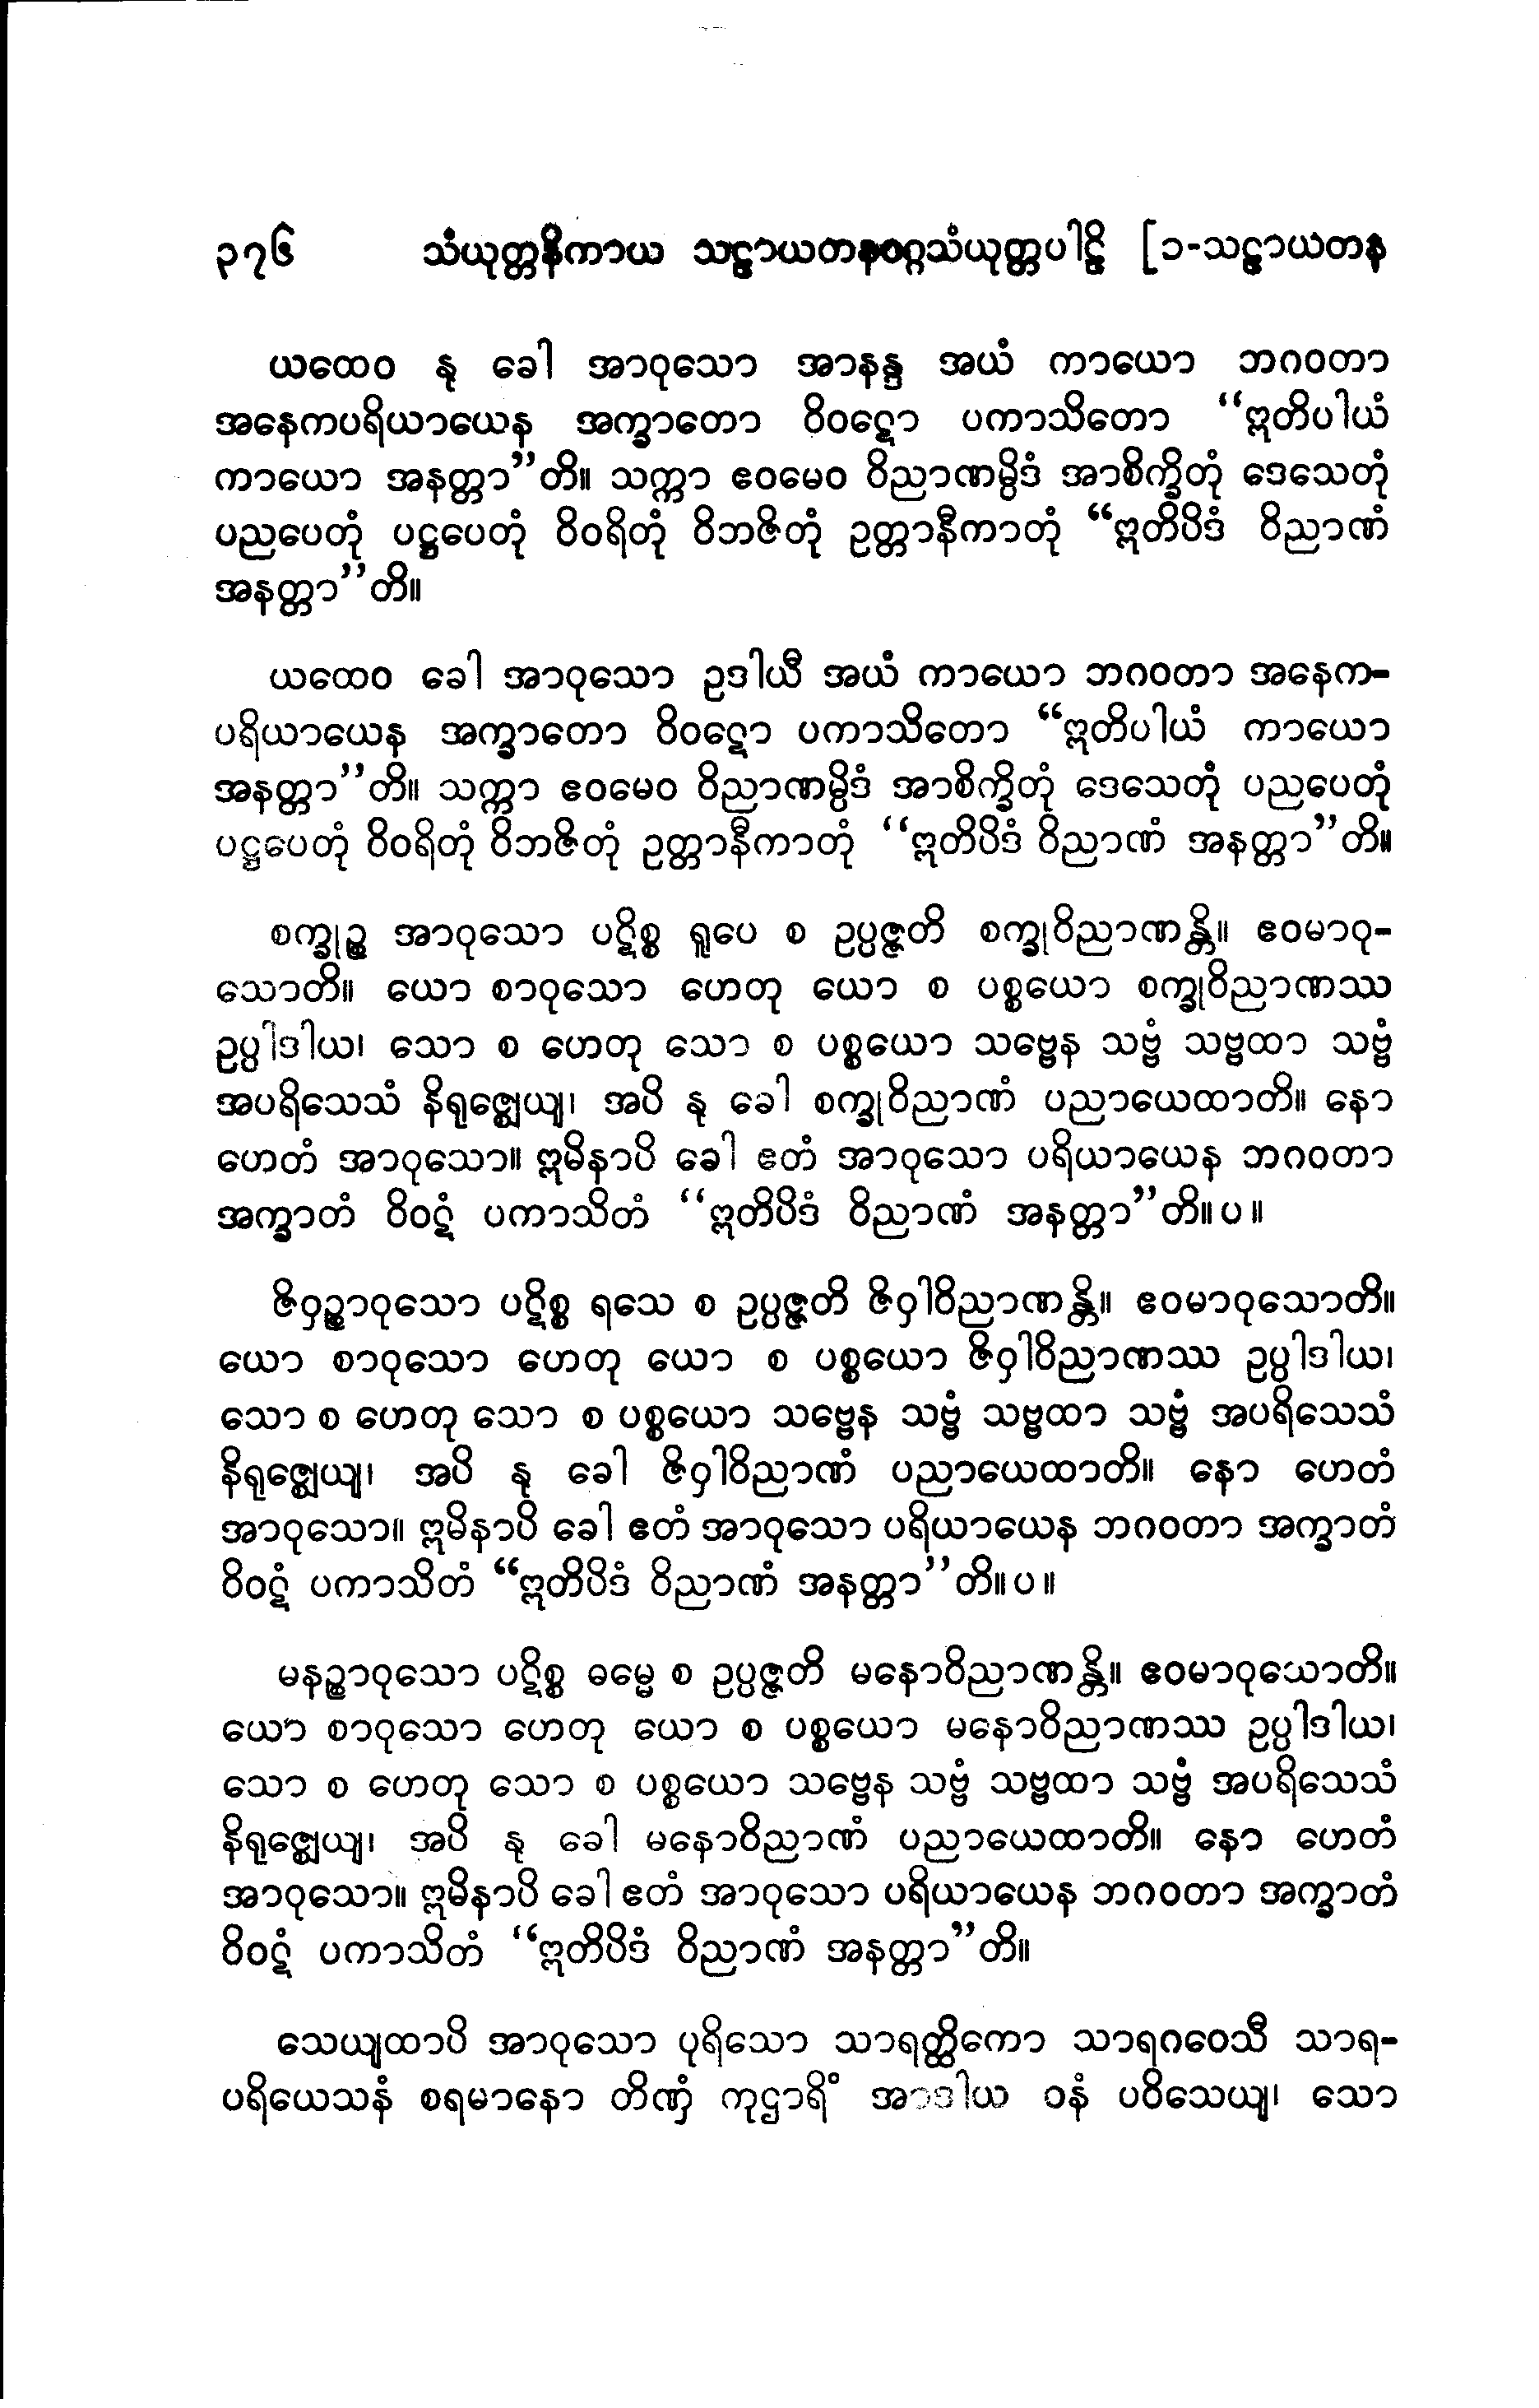 ၃၇၆ သံယုတ္တနိကာယ သဠာယတနဝဂ္ဂသံယုတ္တပါဠိ [၁-သဠာယတန
ယထေဝ နု ခေါ အာဝုသော အာနန္ဒ အယံ ကာယော ဘဂဝတာ
အနေကပရိယာယေန အက္ခာတော ဝိဝဋော ပကာသိတော “ဣတိပါယံ
ကာယော အနတ္တာ”တိ။ သက္ကာ ဧဝမေဝ ဝိညာဏမ္ပိဒံ အာစိက္ခိတုံ ဒေသေတုံ
ပညပေတုံ ပဋ္ဌပေတုံ ဝိဝရိတုံ ဝိဘဇိတုံ ဥတ္တာနီကာတုံ “ဣတိပိဒံ ဝိညာဏံ
အနတ္တာ”တိ။
ယထေဝ ခေါ အာဝုသော ဥဒါယီ အယံ ကာယော ဘဂဝတာ အနေက-
ပရိယာယေန အက္ခာတော ဝိဝဋော ပကာသိတော “ဣတိပါယံ ကာယော
အနတ္တာ”တိ။ သက္ကာ ဧဝမေဝ ဝိညာဏမ္ပိဒံ အာစိက္ခိတုံ ဒေသေတုံ ပညပေတုံ
ပဋ္ဌပေတုံ ဝိဝရိတုံ ဝိဘဇိတုံ ဥတ္တာနီကာတုံ “ဣတိပိဒံ ဝိညာဏံ အနတ္တာ”တိ။
စက္ခုဉ္စ အာဝုသော ပဋိစ္စ ရူပေ စ ဥပ္ပဇ္ဇတိ စက္ခုဝိညာဏန္တိ။ ဧဝမာဝု-
သောတိ။ ယော စာဝုသော ဟေတု ယော စ ပစ္စယော စက္ခုဝိညာဏဿ
ဥပ္ပါဒါယ၊ သော စ ဟေတု သော စ ပစ္စယော သဗ္ဗေန သဗ္ဗံ သဗ္ဗထာ သဗ္ဗံ
အပရိသေသံ နိရုဇ္ဈေယျ၊ အပိ နု ခေါ စက္ခုဝိညာဏံ ပညာယေထာတိ။ နော
ဟေတံ အာဝုသော။ ဣမိနာပိ ခေါ ဧတံ အာဝုသော ပရိယာယေန ဘဂဝတာ
အက္ခာတံ ဝိဝဋံ ပကာသိတံ “ဣတိပိဒံ ဝိညာဏံ အနတ္တာ”တိ။ပ။
ဇိဝှဉ္စာဝုသော ပဋိစ္စ ရသေ စ ဥပ္ပဇ္ဇတိ ဇိဝှါဝိညာဏန္တိ။ ဧဝမာဝုသောတိ။
ယော စာဝုသော ဟေတု ယော စ ပစ္စယော ဇိဝှါဝိညာဏဿ ဥပ္ပါဒါယ၊
သော စ ဟေတု သော စ ပစ္စယော သဗ္ဗေန သဗ္ဗံ သဗ္ဗထာ သဗ္ဗံ အပရိသေသံ
နိရုဇ္ဈေယျ၊ အပိ နု ခေါ ဇိဝှါဝိညာဏံ ပညာယေထာတိ။ နော ဟေတံ
အာဝုသော။ ဣမိနာပိ ခေါ ဧတံ အာဝုသော ပရိယာယေန ဘဂဝတာ အက္ခာတံ
ဝိဝဋံ ပကာသိတံ “ဣတိပိဒံ ဝိညာဏံ အနတ္တာ”တိ။ပ။
မနဉ္စာဝုသော ပဋိစ္စ ဓမ္မေ စ ဥပ္ပဇ္ဇတိ မနောဝိညာဏန္တိ။ ဧဝမာဝုသောတိ။
ယော စာဝုသော ဟေတု ယော စ ပစ္စယော မနောဝိညာဏဿ ဥပ္ပါဒါယ၊
သော စ ဟေတု သော စ ပစ္စယော သဗ္ဗေန သဗ္ဗံ သဗ္ဗထာ သဗ္ဗံ အပရိသေသံ
နိရုဇ္ဈေယျ၊ အပိ နု ခေါ မနောဝိညာဏံ ပညာယေထာတိ။ နော ဟေတံ
အာဝုသော။ ဣမိနာပိ ခေါ ဧတံ အာဝုသော ပရိယာယေန ဘဂဝတာ အက္ခာတံ
ဝိဝဋံ ပကာသိတံ “ဣတိပိဒံ ဝိညာဏံ အနတ္တာ”တိ။
သေယျထာပိ အာဝုသော ပုရိသော သာရတ္ထိကော သာရဂဝေသီ သာရ-
ပရိယေသနံ စရမာနော တိဏှံ ကုဌာရိံ အာဒါယ ဝနံ ပဝိသေယျ၊ သော